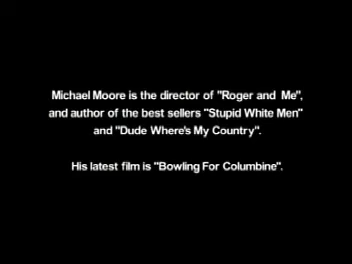 Michael Moore is the director of "Roger and Me",
and author of the best sellers "Stupid White Men"
and "Dude Where's My Country".
His latest film is "Bowling For Columbine".